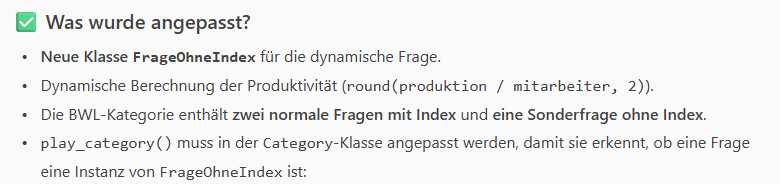 ✅ Was wurde angepasst?
• Neue Klasse FrageOhneIndex für die dynamische Frage.
• Dynamische Berechnung der Produktivität (round(produktion / mitarbeiter, 2)).
• Die BWL-Kategorie enthält zwei normale Fragen mit Index und eine Sonderfrage ohne Index.
• play_category() muss in der Category-Klasse angepasst werden, damit sie erkennt, ob eine Frage
eine Instanz von FrageOhneIndex ist: